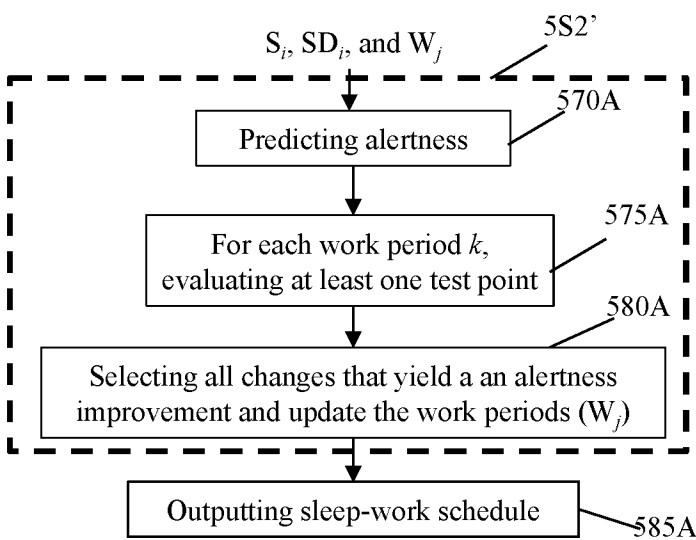 5S2’
Si, SDi, and Wj
570A
Predicting alertness
575A
For each work period k,
evaluating at least one test point
580A
Selecting all changes that yield a an alertness
improvement and update the work periods (Wj)
Outputting sleep-work schedule
585A